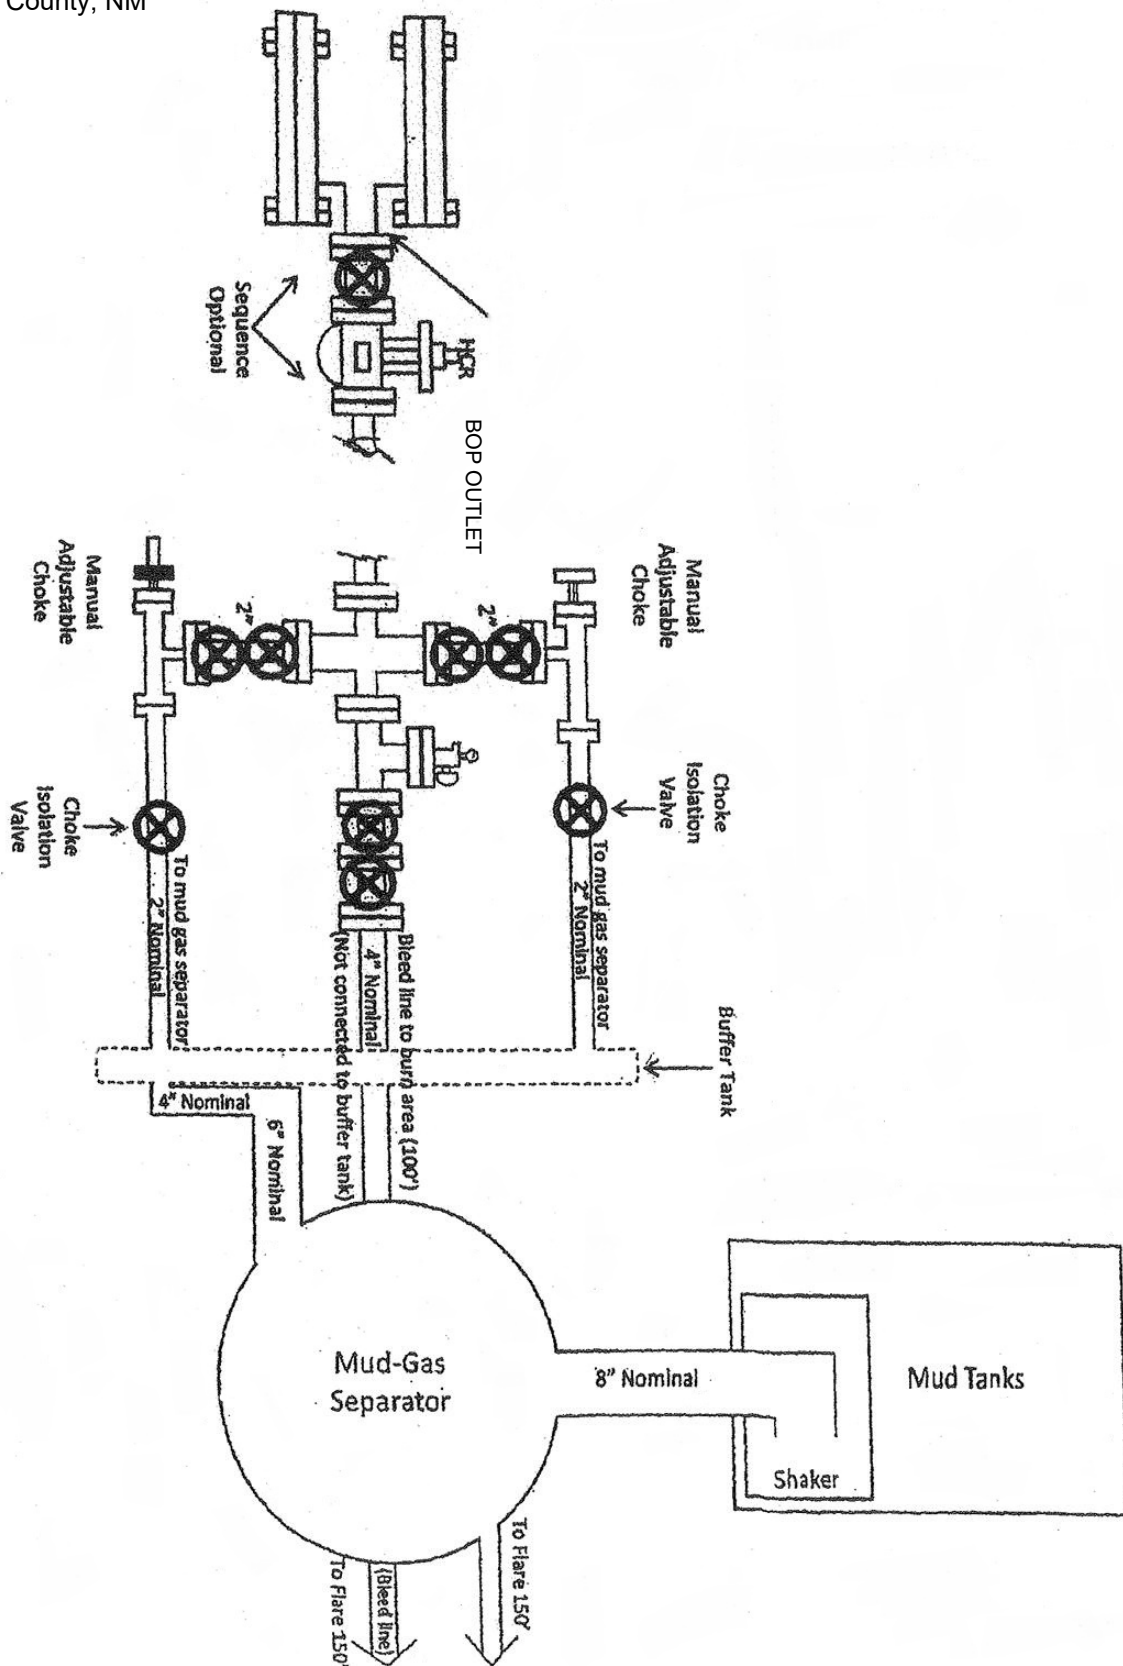 County, NM
HCR
Sequence
Optional
BOP OUTLET
Manual
Adjustable
Choke
2"
2"
Manual
Adjustable
Choke
Choke
Isolation
Valve
Choke
Isolation
Valve
To mud gas separator
2" Nominal
Bleed line to burn area (100')
4" Nominal
(Not connected to buffer tank)
To mud gas separator
2" Nominal
Buffer Tank
4" Nominal
6" Nominal
Mud-Gas
Separator
8" Nominal
Mud Tanks
Shaker
To Flare 150'
(Bleed line)
To Flare 150'